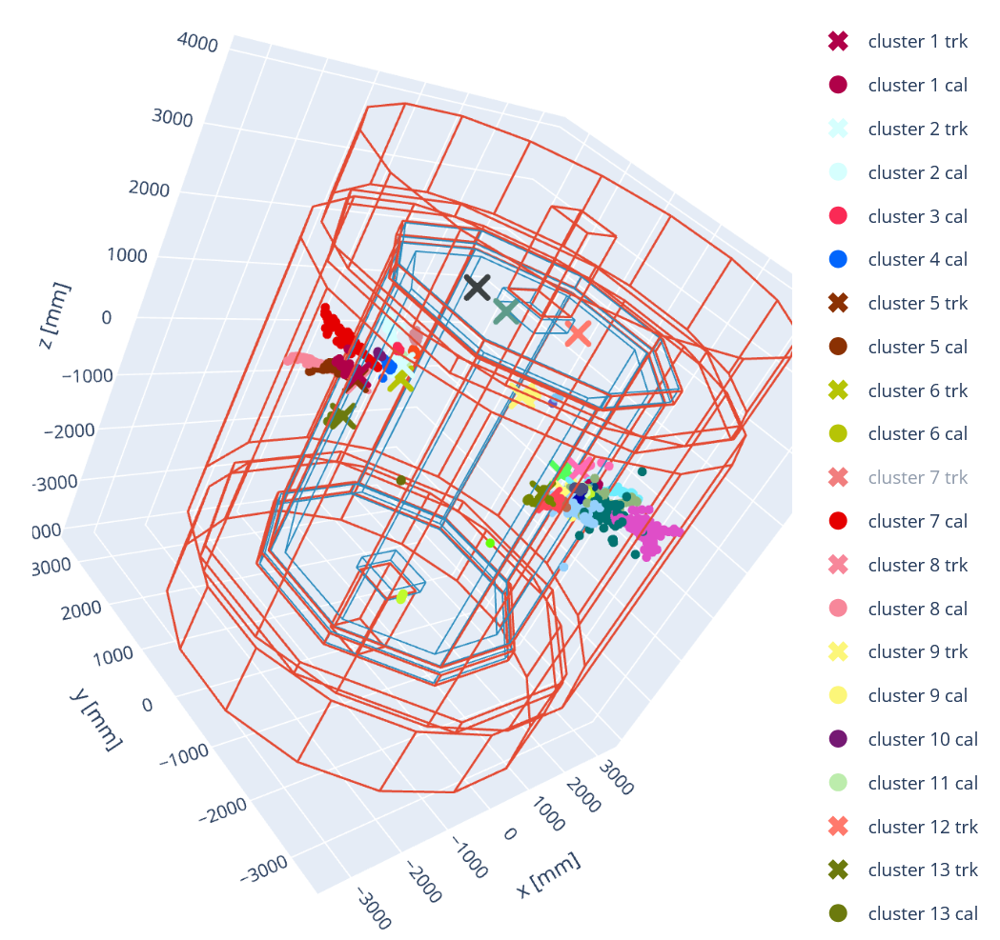 4000
3000
2000
1000
0
−1000
−2000
−3000
000
z [mm]
3000
2000
1000
0
−1000
−2000
−3000
y [mm]
−3000
−2000
−1000
0
1000
2000
3000
x [mm]
cluster 1 trk
cluster 1 cal
cluster 2 trk
cluster 2 cal
cluster 3 cal
cluster 4 cal
cluster 5 trk
cluster 5 cal
cluster 6 trk
cluster 6 cal
cluster 7 trk
cluster 7 cal
cluster 8 trk
cluster 8 cal
cluster 9 trk
cluster 9 cal
cluster 10 cal
cluster 11 cal
cluster 12 trk
cluster 13 trk
cluster 13 cal